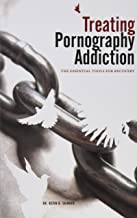 Treating
Pornography
Addiction
THE ESSENTIAL TOOLS FOR RECOVERY
DR. KEVIN B. SKINNER